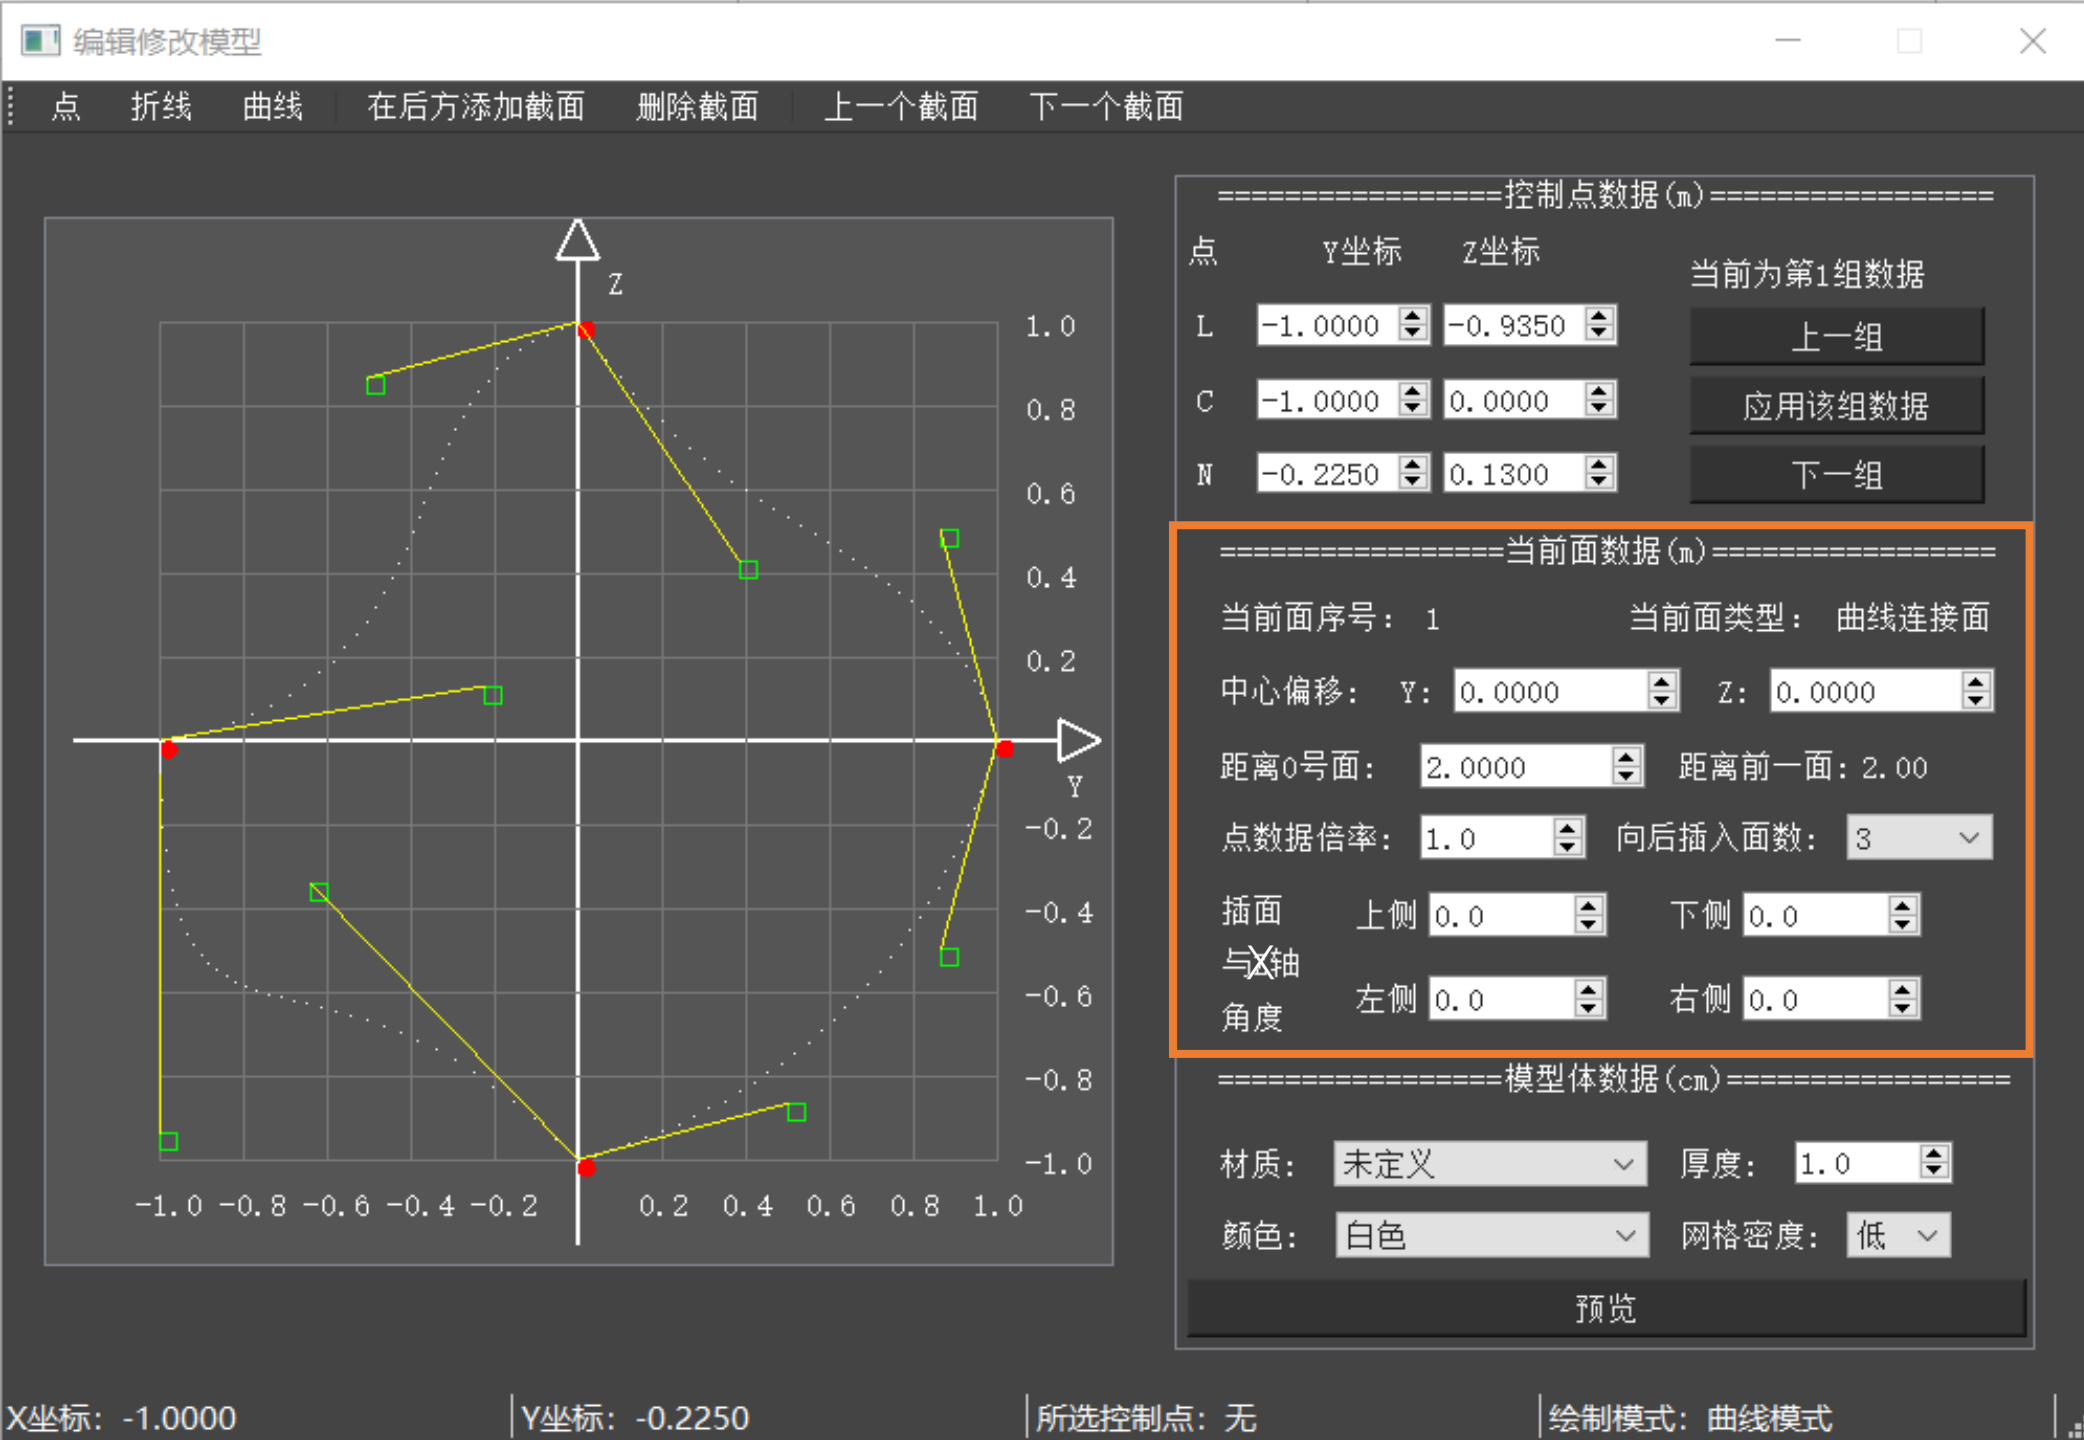 编辑修改模型
点 折线 曲线 在后方添加截面 删除截面 上一个截面 下一个截面
Z
1.0
0.8
0.6
0.4
0.2
Y
-0.2
-0.4
-0.6
-0.8
-1.0
-1.0 -0.8 -0.6 -0.4 -0.2 0.2 0.4 0.6 0.8 1.0
=================控制点数据(m)=================
点 Y坐标 Z坐标
当前为第1组数据
L -1.0000 -0.9350 上一组
C -1.0000 0.0000 应用该组数据
N -0.2250 0.1300 下一组
=================当前面数据(m)=================
当前面序号: 1 当前面类型: 曲线连接面
中心偏移: Y: 0.0000 Z: 0.0000
距离0号面: 2.0000 距离前一面:2.00
点数据倍率: 1.0 向后插入面数: 3
插面 上侧 0.0 下侧 0.0
与X轴
角度 左侧 0.0 右侧 0.0
=================模型体数据(cm)=================
材质: 未定义 厚度: 1.0
颜色: 白色 网格密度: 低
预览
X坐标: -1.0000 Y坐标: -0.2250 所选控制点: 无 绘制模式: 曲线模式